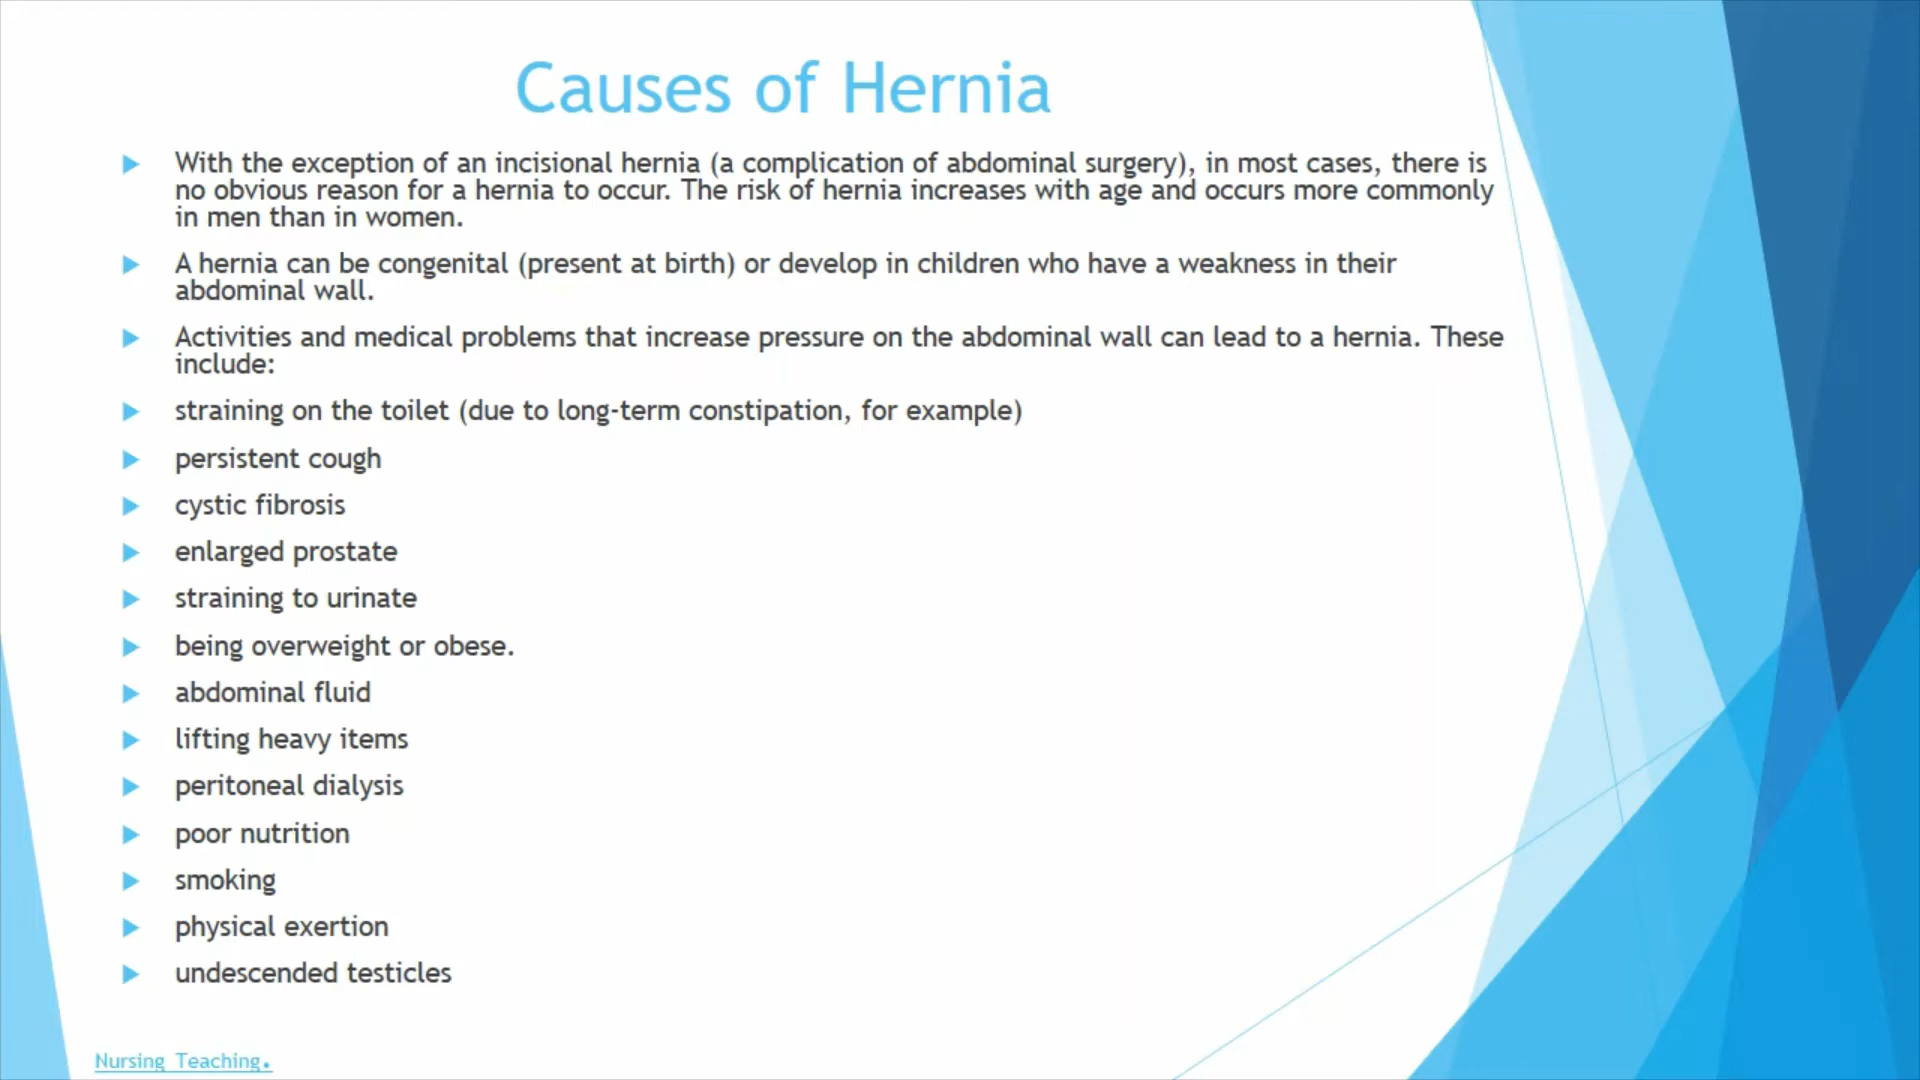 Causes of Hernia
With the exception of an incisional hernia (a complication of abdominal surgery), in most cases, there is
no obvious reason for a hernia to occur. The risk of hernia increases with age and occurs more commonly
in men than in women.
A hernia can be congenital (present at birth) or develop in children who have a weakness in their
abdominal wall.
Activities and medical problems that increase pressure on the abdominal wall can lead to a hernia. These
include:
straining on the toilet (due to long-term constipation, for example)
persistent cough
cystic fibrosis
enlarged prostate
straining to urinate
being overweight or obese.
abdominal fluid
lifting heavy items
peritoneal dialysis
poor nutrition
smoking
physical exertion
undescended testicles
Nursing Teaching.